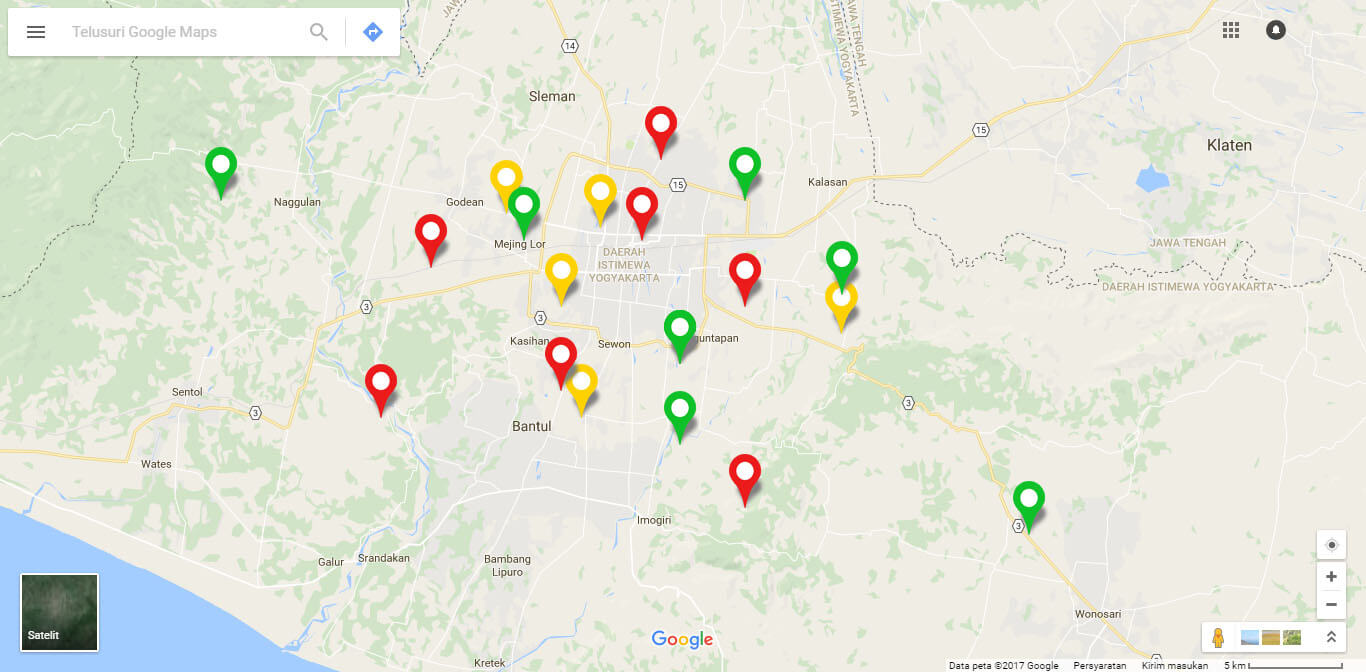 Telusuri Google Maps
JAWA TENGAH
DAERAH ISTIMEWA YOGYAKARTA
14
Sleman
15
Klaten
15
Kalasan
Naggulan
Godean
Mejing Lor
DAERAH
ISTIMEWA
YOGYAKARTA
JAWA TENGAH
DAERAH ISTIMEWA YOGYAKARTA
3
3
Kasihan
Sewon
guntapan
Sentol
3
3
Bantul
Wates
Imogiri
3
Galur
Srandakan
Bambang
Lipuro
Wonosari
Satelit
Google
Kretek
Data peta ©2017 Google
Persyaratan
Kirim masukan
5 km